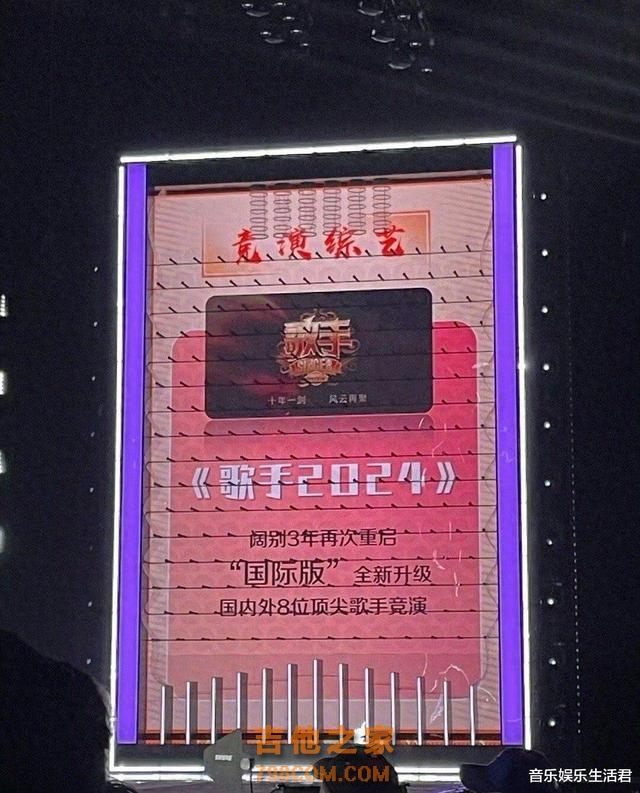 竞演综艺
歌手
SINGER
十年一剑 风云再聚
《歌手2024》
阔别3年再次重启
“国际版”全新升级
国内外8位顶尖歌手竞演
吉他之家
798COM.COM
音乐娱乐生活君